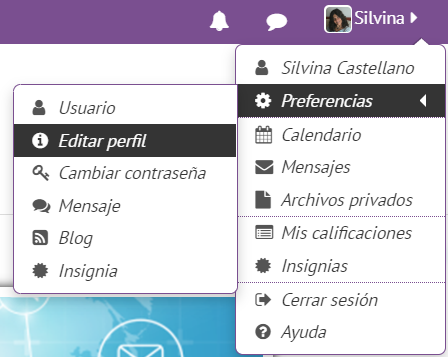 Silvina
Silvina Castellano
Preferencias
Calendario
Mensajes
Archivos privados
Mis calificaciones
Insignias
Cerrar sesión
Ayuda
Usuario
Editar perfil
Cambiar contraseña
Mensaje
Blog
Insignia